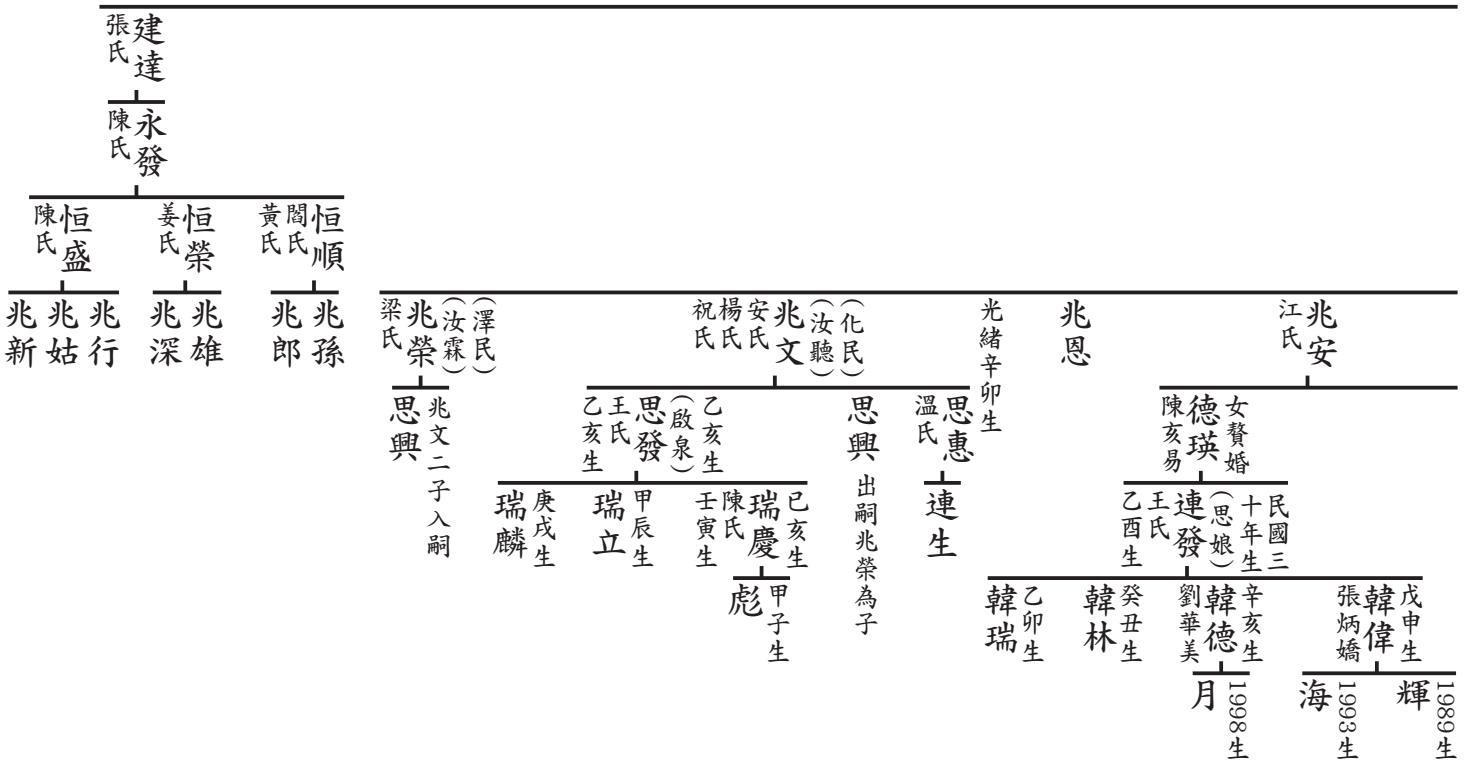 建達
張氏
永發
陳氏
恒順
閻氏
黃氏
恒榮
姜氏
恒盛
陳氏
兆安
江氏
兆恩
光緒辛卯生
(化民)
(汝聽)
兆文
安氏
楊氏
祝氏
(澤民)
(汝霖)
兆榮
梁氏
兆孫
兆郎
兆雄
兆深
兆行
兆姑
兆新
女贅婚
德瑛
陳亥易
思惠
溫氏
思興
出嗣兆榮為子
乙亥生
(啟泉)
思發
王氏
乙亥生
兆文二子入嗣
思興
民國三
十年生
(思娘)
連發
王氏
乙酉生
連生
己亥生
瑞慶
陳氏
壬寅生
甲辰生
瑞立
庚戌生
瑞麟
戊申生
韓偉
張炳嬌
辛亥生
韓德
劉華美
癸丑生
韓林
乙卯生
韓瑞
甲子生
彪
1989生
輝
1993生
海
1998生
月